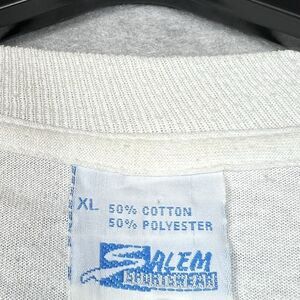 XL 50% COTTON
50% POLYESTER
SALEM
SPORTSWEAR